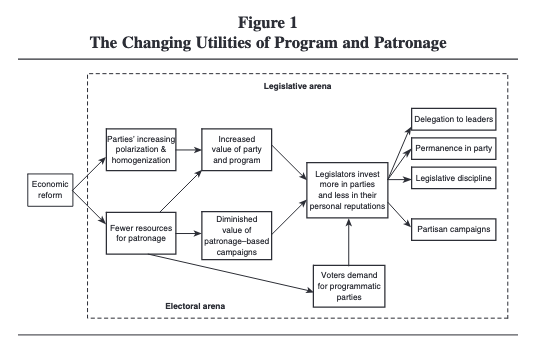 Figure 1
The Changing Utilities of Program and Patronage
Legislative arena
Parties' increasing
polarization &
homogenization
Increased
value of party
and program
Delegation to leaders
Permanence in party
Legislative discipline
Partisan campaigns
Legislators invest
more in parties
and less in their
personal reputations
Economic
reform
Fewer resources
for patronage
Diminished
value of
patronage–based
campaigns
Voters demand
for programmatic
parties
Electoral arena